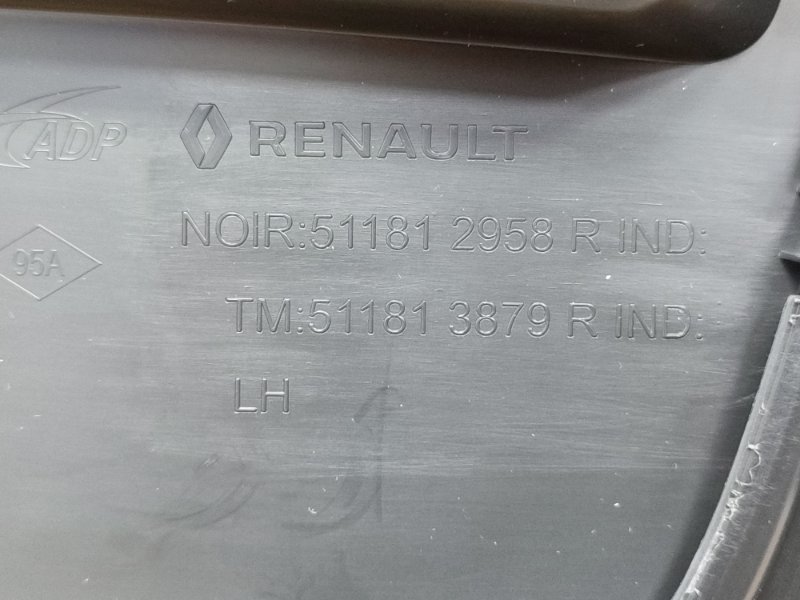 ADP RENAULT
NOIR:51181 2958 R IND:
95A
TM:51181 3879 R IND:
LH